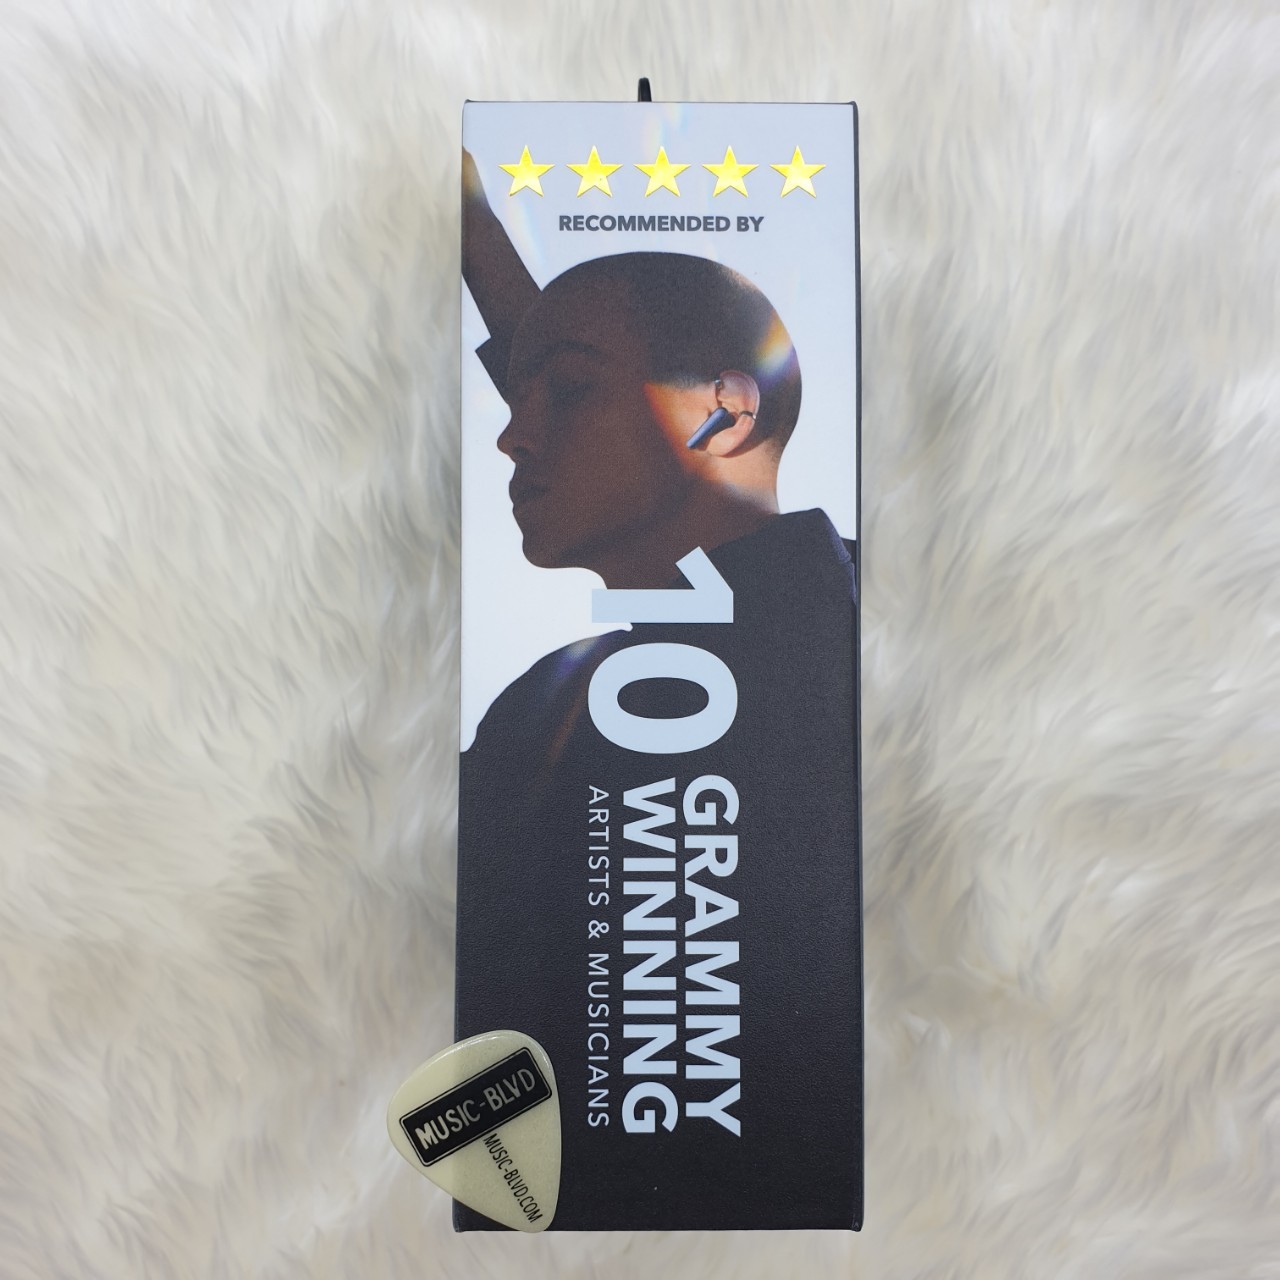 RECOMMENDED BY
10
GRAMMY
WINNING
ARTISTS & MUSICIANS
MUSIC-BLVD
MUSIC-BLVD.COM